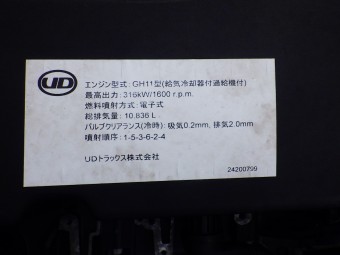 UD
エンジン型式: GH11型(給気冷却器付過給機付)
最高出力: 316kW/1600 r.p.m.
燃料噴射方式: 電子式
総排気量: 10,836 L
バルブクリアランス(冷時): 吸気0.2mm, 排気2.0mm
噴射順序: 1-5-3-6-2-4
UDトラックス株式会社
24200799